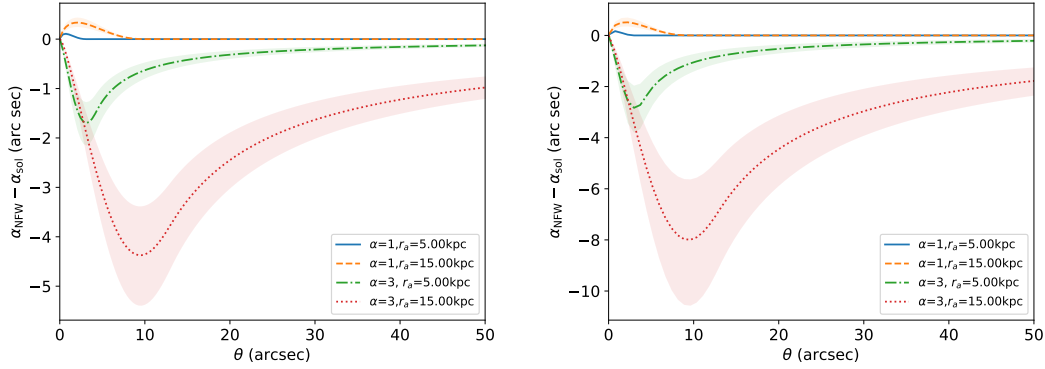 0
−1
−2
−3
−4
−5
α_NFW − α_sol (arc sec)
0 10 20 30 40 50
θ (arcsec)
α=1,r_a=5.00kpc
α=1,r_a=15.00kpc
α=3, r_a=5.00kpc
α=3,r_a=15.00kpc
0
−2
−4
−6
−8
−10
α_NFW − α_sol (arc sec)
0 10 20 30 40 50
θ (arcsec)
α=1,r_a=5.00kpc
α=1,r_a=15.00kpc
α=3, r_a=5.00kpc
α=3,r_a=15.00kpc